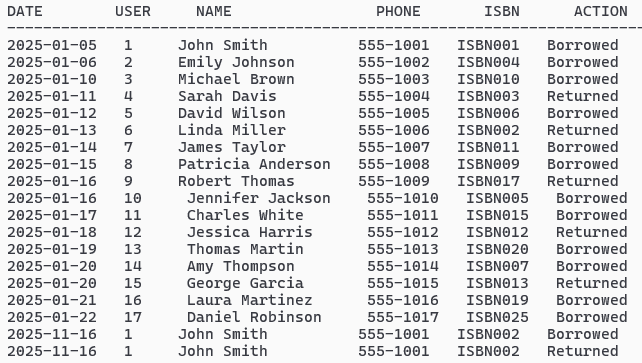 DATE USER NAME PHONE ISBN ACTION
--------------------------------------------------------------------------------
2025-01-05 1 John Smith 555-1001 ISBN001 Borrowed
2025-01-06 2 Emily Johnson 555-1002 ISBN004 Borrowed
2025-01-10 3 Michael Brown 555-1003 ISBN010 Borrowed
2025-01-11 4 Sarah Davis 555-1004 ISBN003 Returned
2025-01-12 5 David Wilson 555-1005 ISBN006 Borrowed
2025-01-13 6 Linda Miller 555-1006 ISBN002 Returned
2025-01-14 7 James Taylor 555-1007 ISBN011 Borrowed
2025-01-15 8 Patricia Anderson 555-1008 ISBN009 Borrowed
2025-01-16 9 Robert Thomas 555-1009 ISBN017 Returned
2025-01-16 10 Jennifer Jackson 555-1010 ISBN005 Borrowed
2025-01-17 11 Charles White 555-1011 ISBN015 Borrowed
2025-01-18 12 Jessica Harris 555-1012 ISBN012 Returned
2025-01-19 13 Thomas Martin 555-1013 ISBN020 Borrowed
2025-01-20 14 Amy Thompson 555-1014 ISBN007 Borrowed
2025-01-20 15 George Garcia 555-1015 ISBN013 Returned
2025-01-21 16 Laura Martinez 555-1016 ISBN019 Borrowed
2025-01-22 17 Daniel Robinson 555-1017 ISBN025 Borrowed
2025-11-16 1 John Smith 555-1001 ISBN002 Borrowed
2025-11-16 1 John Smith 555-1001 ISBN002 Returned